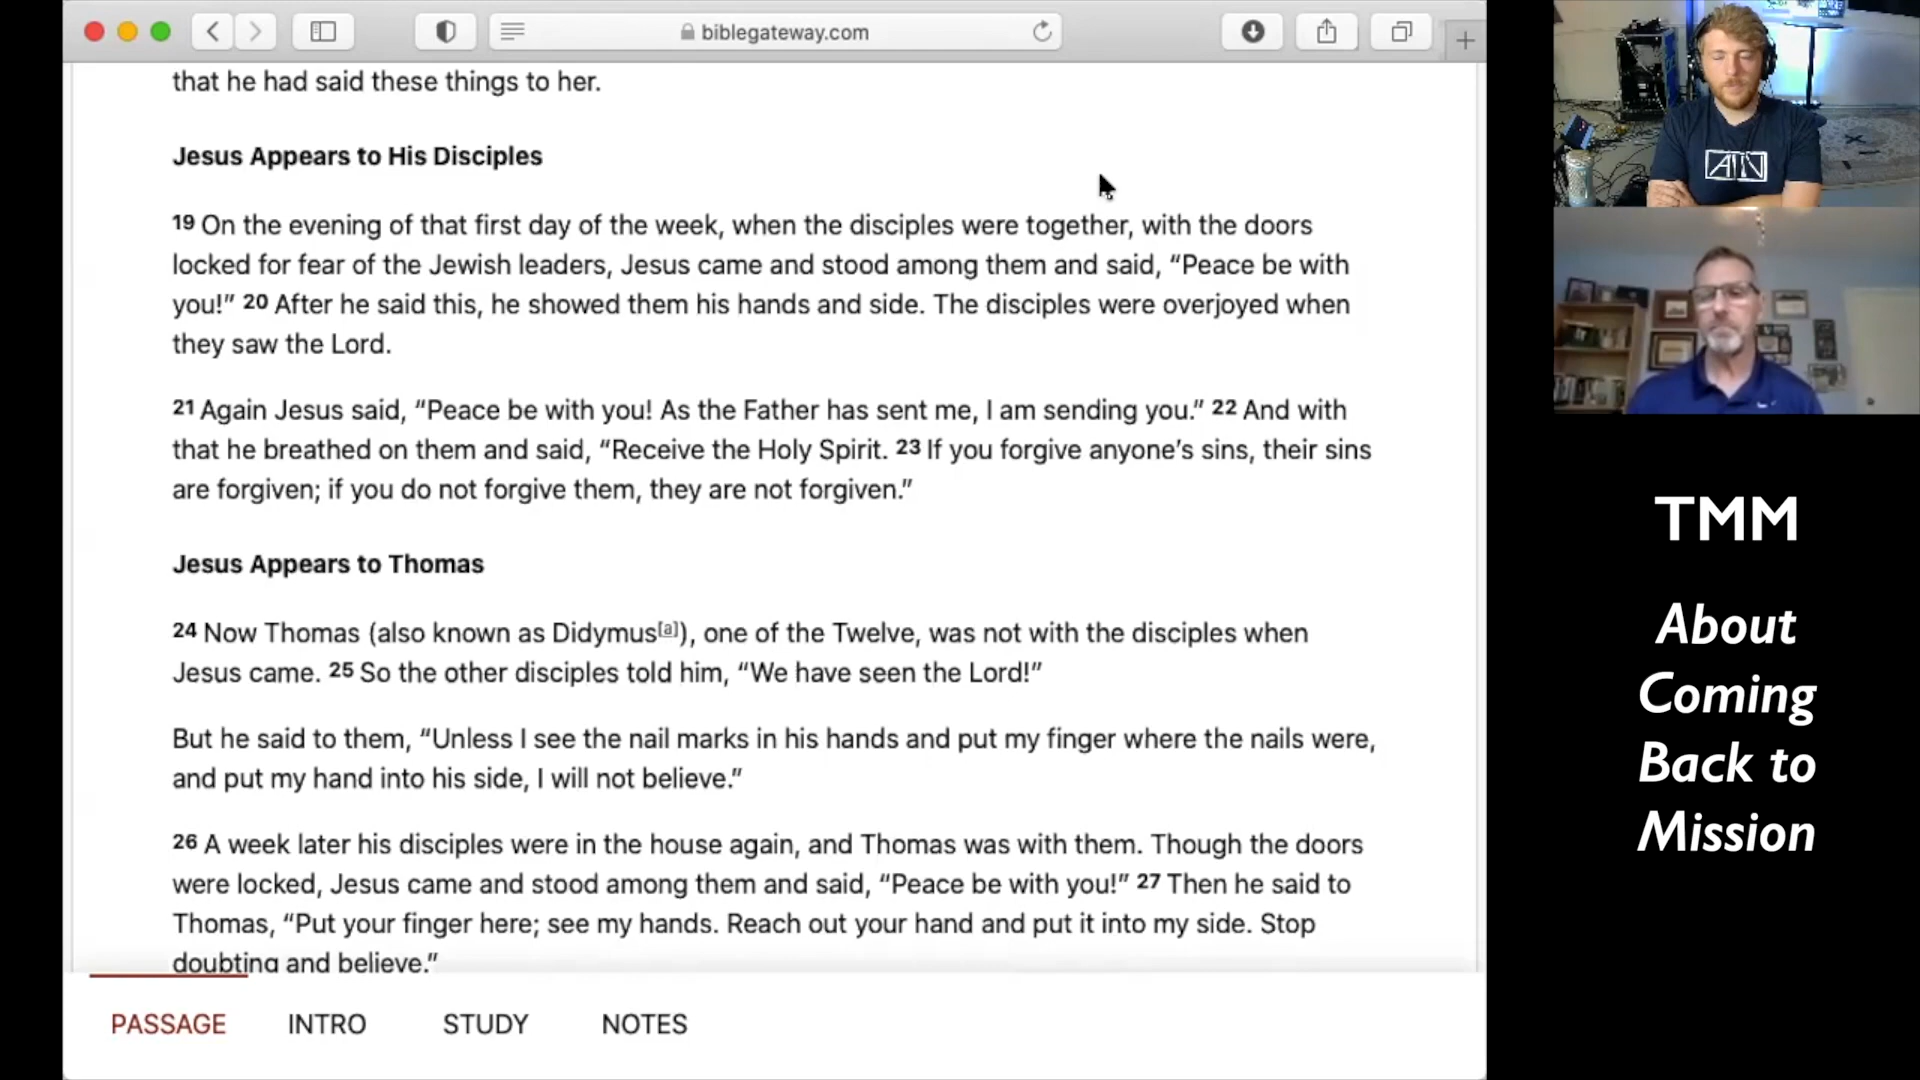 biblegateway.com
that he had said these things to her.
Jesus Appears to His Disciples
19 On the evening of that first day of the week, when the disciples were together, with the doors
locked for fear of the Jewish leaders, Jesus came and stood among them and said, “Peace be with
you!” 20 After he said this, he showed them his hands and side. The disciples were overjoyed when
they saw the Lord.
21 Again Jesus said, “Peace be with you! As the Father has sent me, I am sending you.” 22 And with
that he breathed on them and said, “Receive the Holy Spirit. 23 If you forgive anyone’s sins, their sins
are forgiven; if you do not forgive them, they are not forgiven.”
Jesus Appears to Thomas
24 Now Thomas (also known as Didymus[a]), one of the Twelve, was not with the disciples when
Jesus came. 25 So the other disciples told him, “We have seen the Lord!”
But he said to them, “Unless I see the nail marks in his hands and put my finger where the nails were,
and put my hand into his side, I will not believe.”
26 A week later his disciples were in the house again, and Thomas was with them. Though the doors
were locked, Jesus came and stood among them and said, “Peace be with you!” 27 Then he said to
Thomas, “Put your finger here; see my hands. Reach out your hand and put it into my side. Stop
doubting and believe.”
PASSAGE INTRO STUDY NOTES
TMM
About
Coming
Back to
Mission